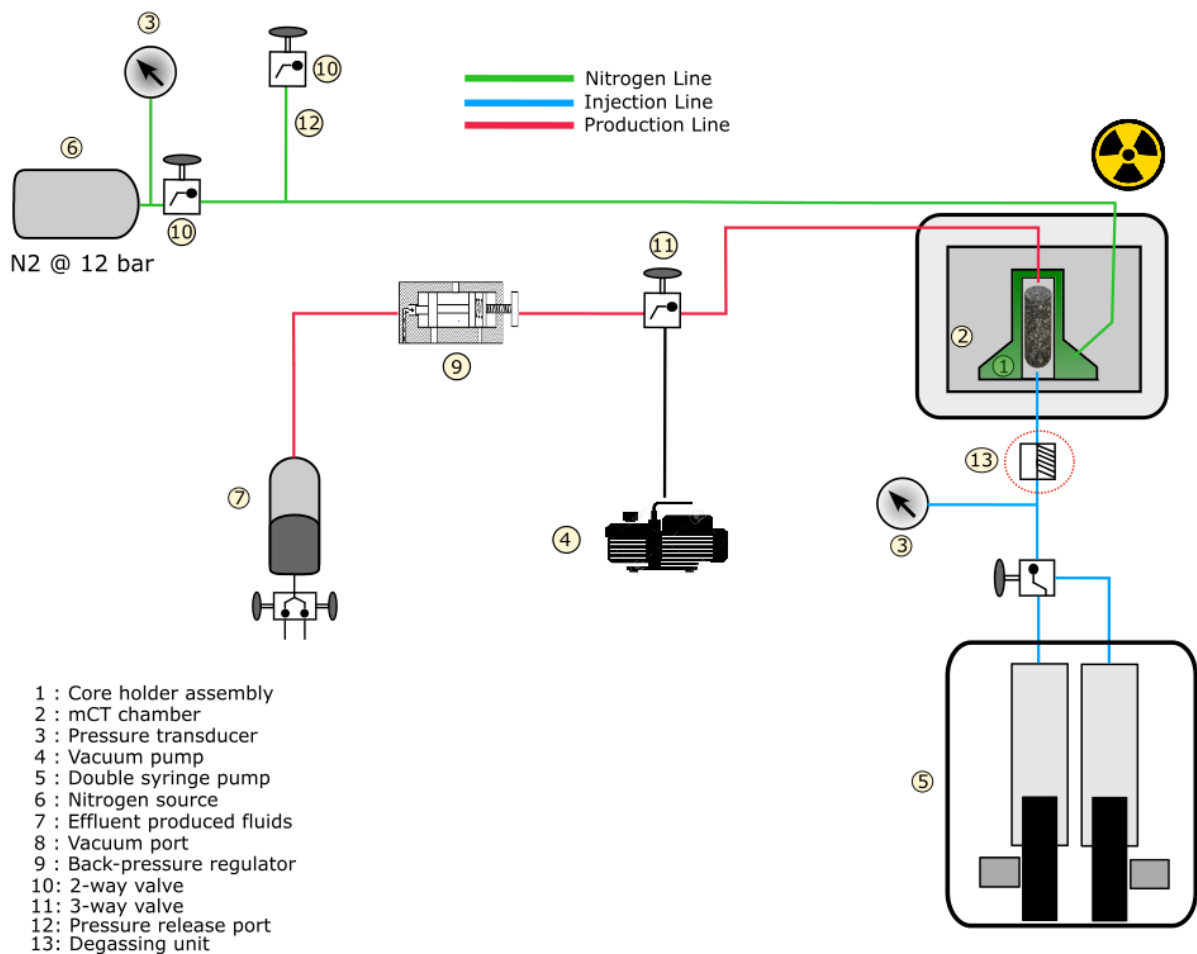 3
10
12
Nitrogen Line
Injection Line
Production Line
6
10
N2 @ 12 bar
11
9
2
1
13
7
4
3
5
1 : Core holder assembly
2 : mCT chamber
3 : Pressure transducer
4 : Vacuum pump
5 : Double syringe pump
6 : Nitrogen source
7 : Effluent produced fluids
8 : Vacuum port
9 : Back-pressure regulator
10: 2-way valve
11: 3-way valve
12: Pressure release port
13: Degassing unit